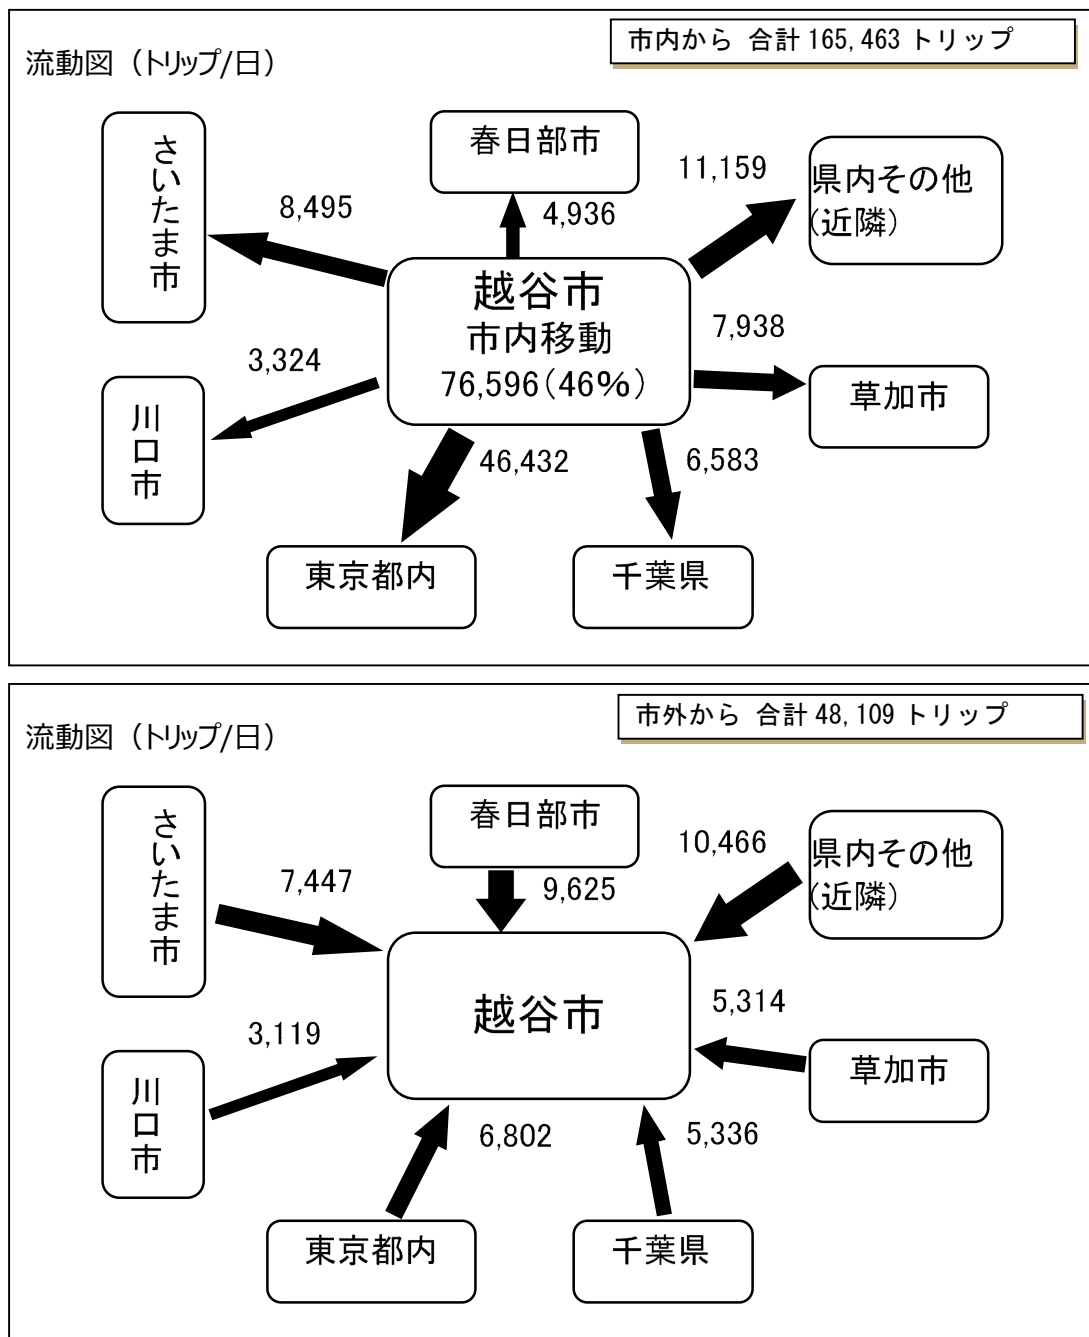 市内から 合計 165,463 トリップ
流動図（トリップ/日）
さいたま市
8,495
春日部市
4,936
11,159
県内その他
(近隣)
越谷市
市内移動
76,596(46%)
7,938
草加市
3,324
川口市
46,432
6,583
東京都内
千葉県
市外から 合計 48,109 トリップ
流動図（トリップ/日）
さいたま市
7,447
春日部市
9,625
10,466
県内その他
(近隣)
越谷市
5,314
草加市
3,119
川口市
6,802
5,336
東京都内
千葉県